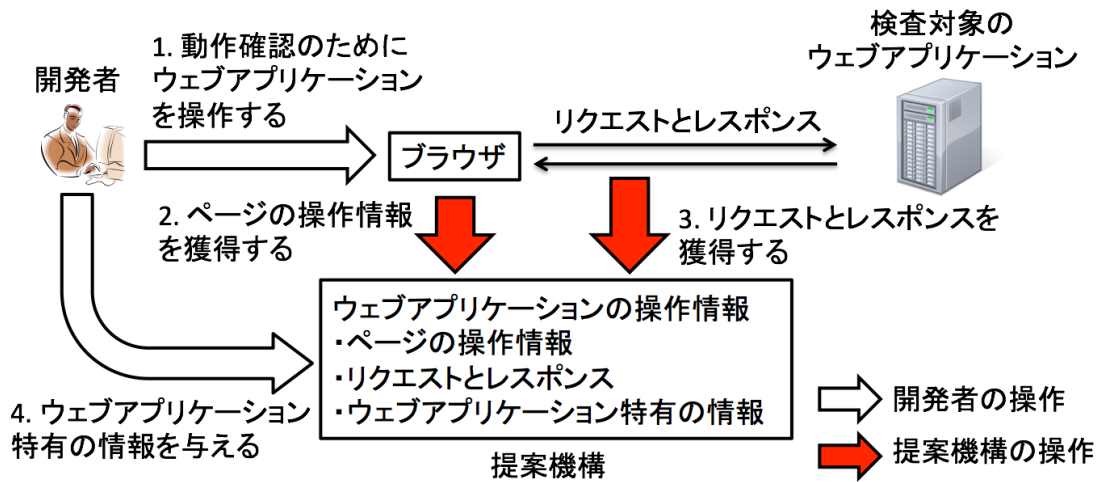 1. 動作確認のために
ウェブアプリケーション
を操作する
検査対象の
ウェブアプリケーション
開発者
リクエストとレスポンス
ブラウザ
2. ページの操作情報
を獲得する
3. リクエストとレスポンスを
獲得する
ウェブアプリケーションの操作情報
・ページの操作情報
・リクエストとレスポンス
・ウェブアプリケーション特有の情報
4. ウェブアプリケーション
特有の情報を与える
開発者の操作
提案機構の操作
提案機構